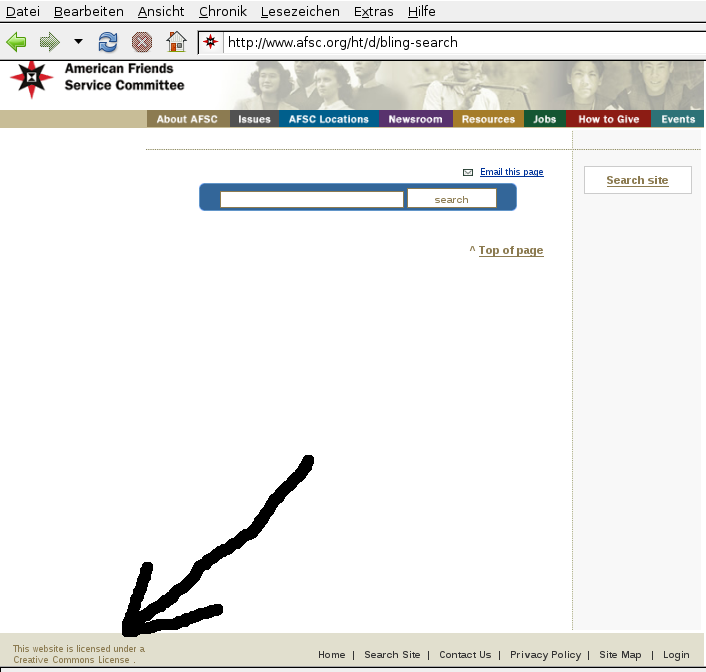 Datei Bearbeiten Ansicht Chronik Lesezeichen Extras Hilfe
http://www.afsc.org/ht/d/bling-search
American Friends
Service Committee
About AFSC Issues AFSC Locations Newsroom Resources Jobs How to Give Events
Email this page
Search site
search
^ Top of page
This website is licensed under a
Creative Commons License .
Home | Search Site | Contact Us | Privacy Policy | Site Map | Login